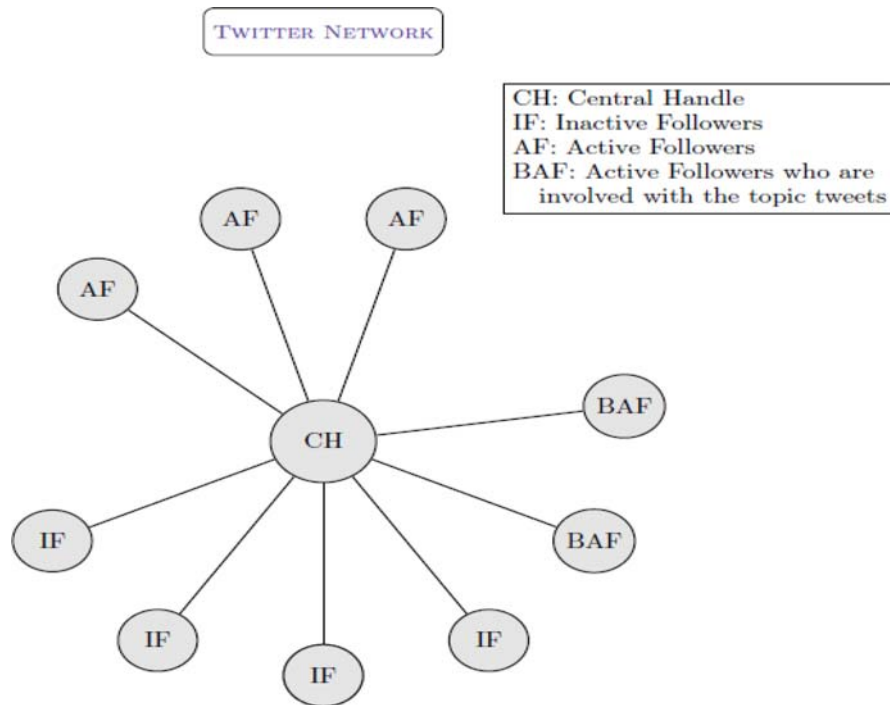 TWITTER NETWORK
CH: Central Handle
IF: Inactive Followers
AF: Active Followers
BAF: Active Followers who are
involved with the topic tweets
AF
AF
AF
BAF
CH
IF
BAF
IF
IF
IF